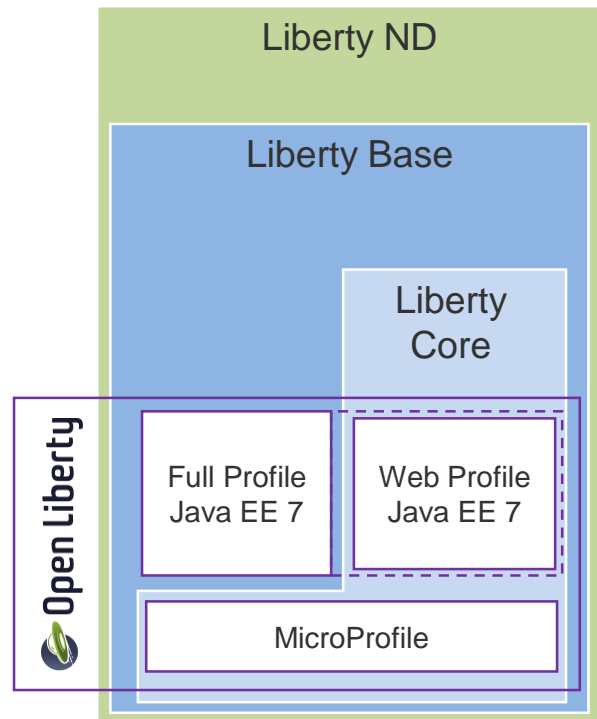 Liberty ND
Liberty Base
Liberty
Core
Open Liberty
Full Profile
Java EE 7
Web Profile
Java EE 7
MicroProfile